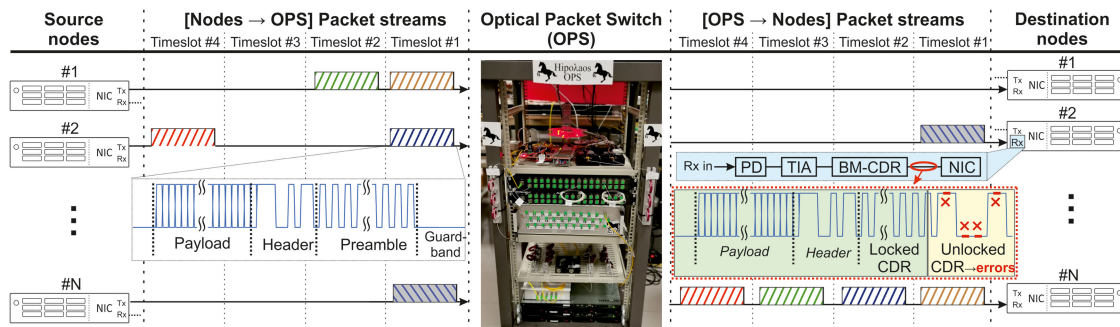 Source nodes
[Nodes → OPS] Packet streams
Timeslot #4 Timeslot #3 Timeslot #2 Timeslot #1
Optical Packet Switch (OPS)
[OPS → Nodes] Packet streams
Timeslot #4 Timeslot #3 Timeslot #2 Timeslot #1
Destination nodes
#1
NIC Tx
Rx
#2
NIC Tx
Rx
#N
NIC Tx
Rx
Payload Header Preamble Guard-
band
Hipoλaos
OPS
#1
Tx NIC
Rx
#2
Tx NIC
Rx
Rx in PD TIA BM-CDR NIC
Payload Header Locked
CDR
Unlocked
CDR→errors
#N
Tx NIC
Rx